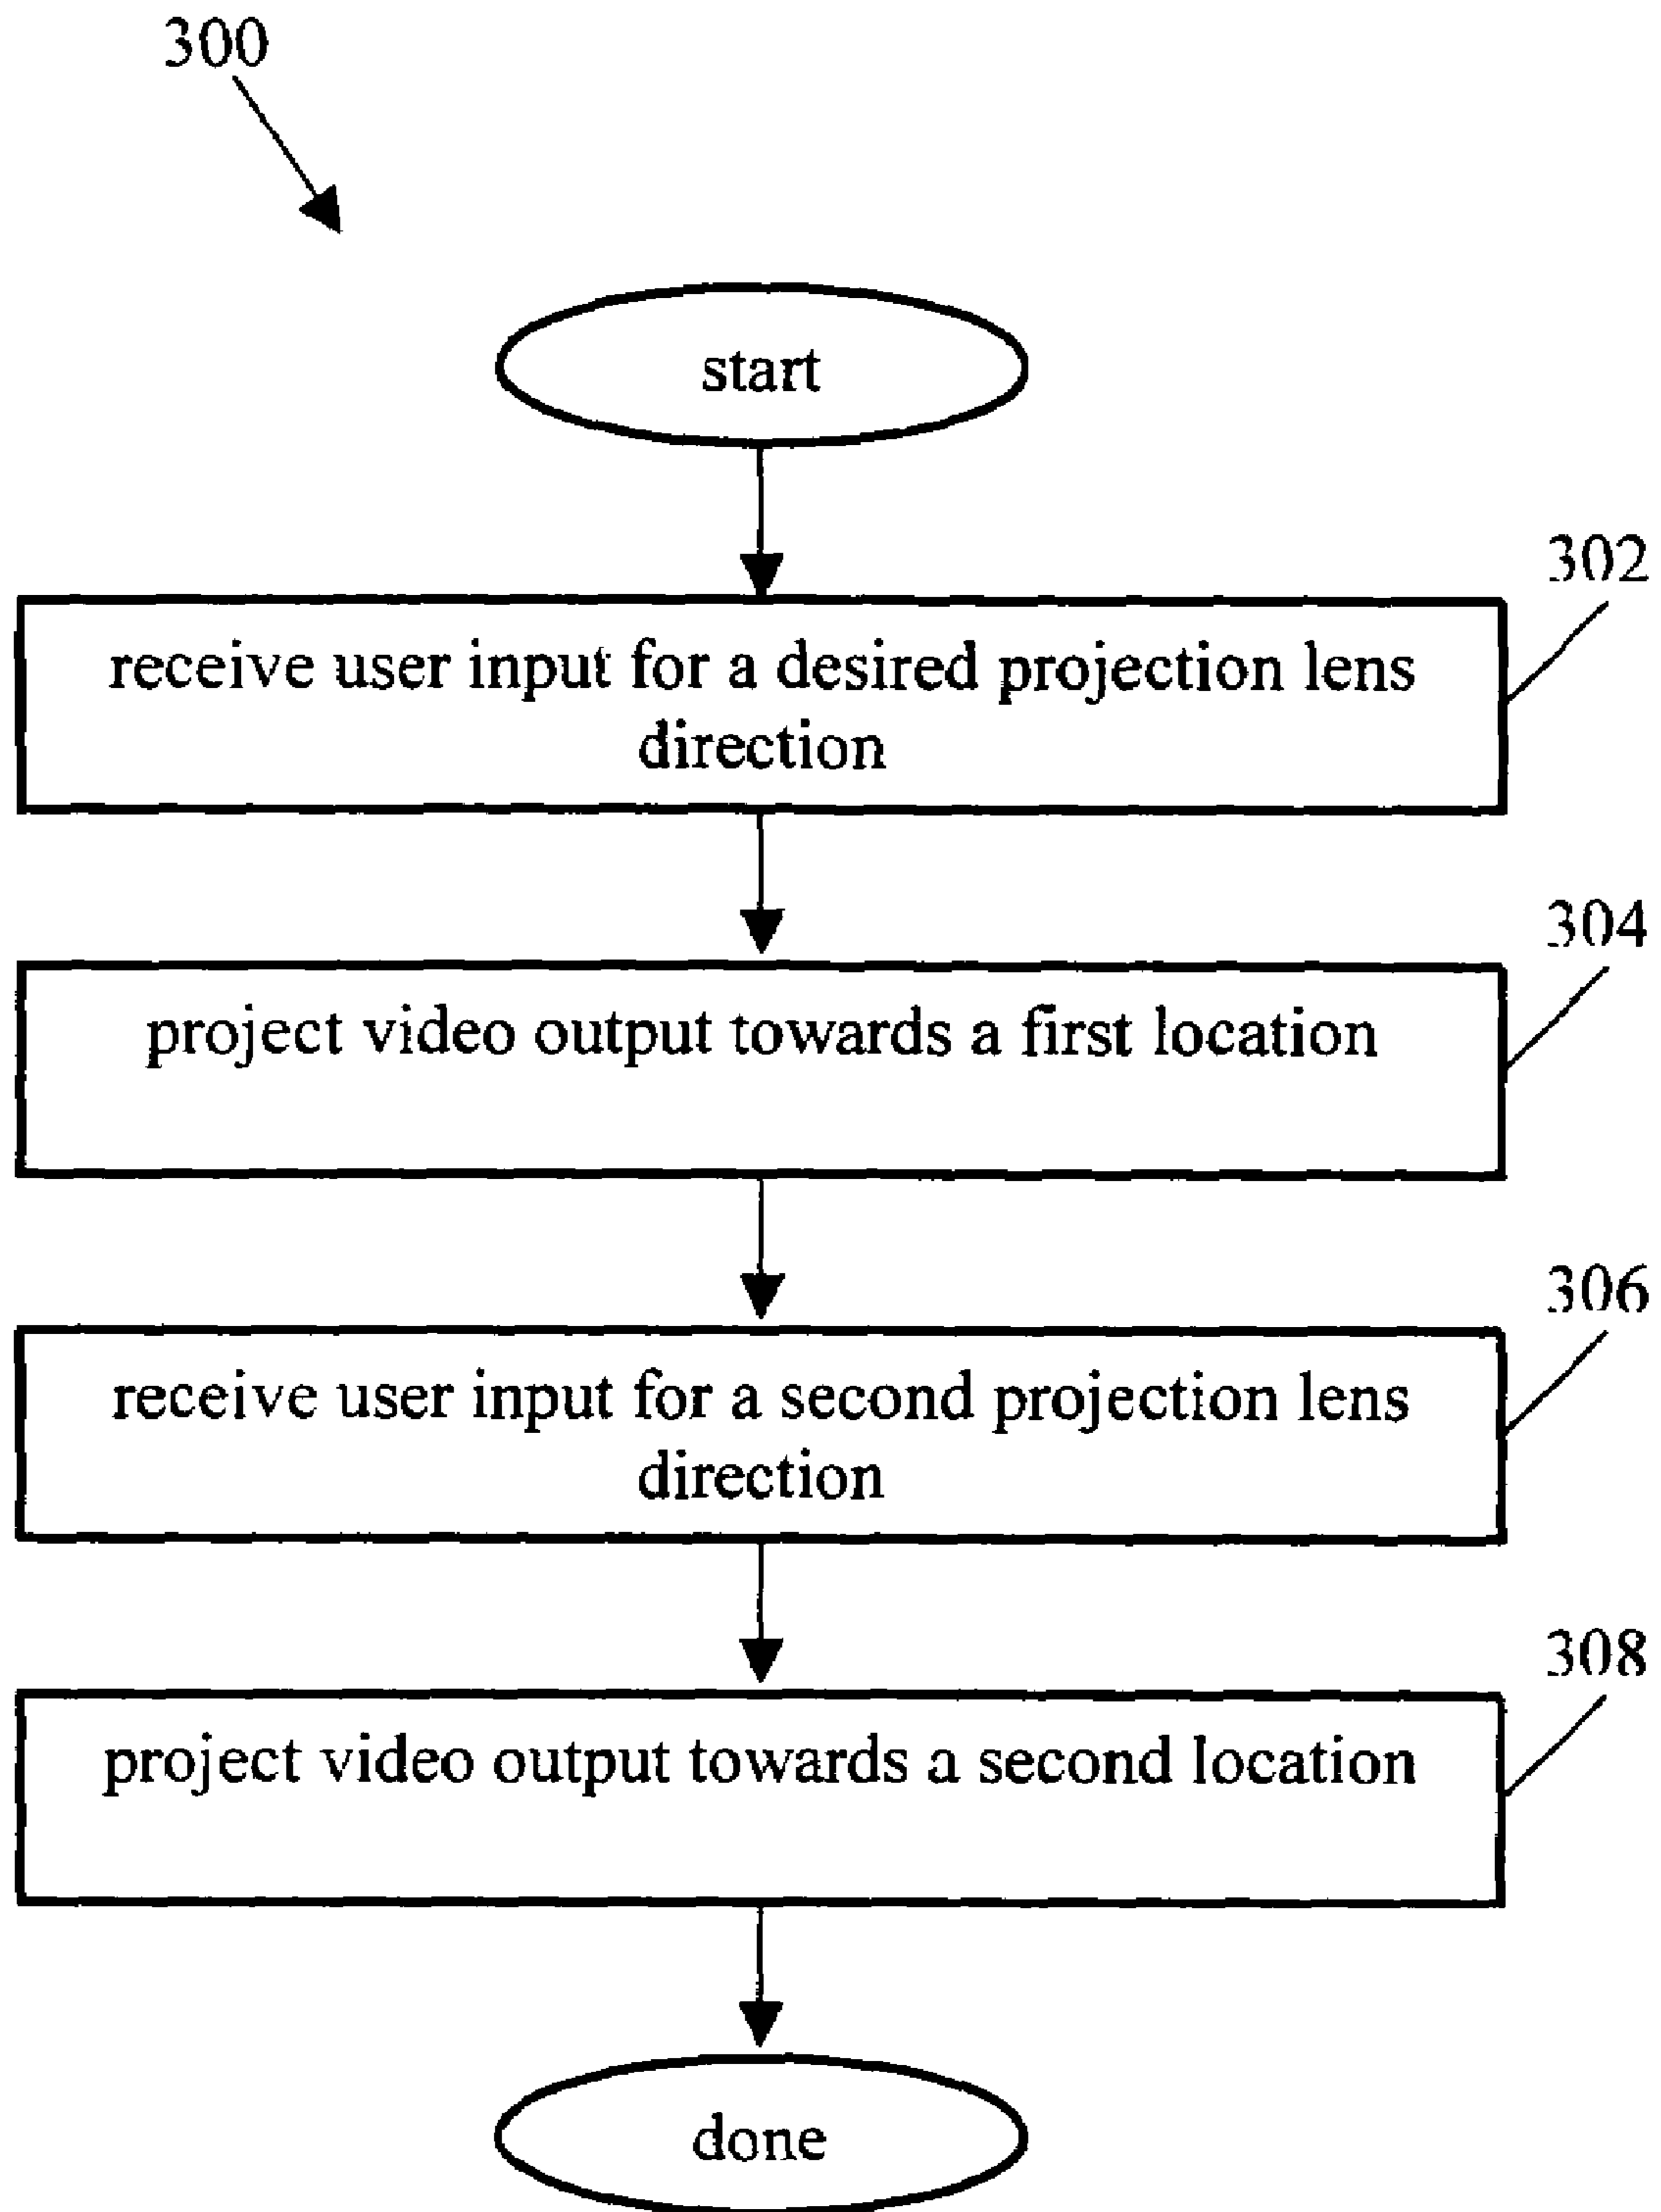 300
start
302
receive user input for a desired projection lens
direction
304
project video output towards a first location
306
receive user input for a second projection lens
direction
308
project video output towards a second location
done